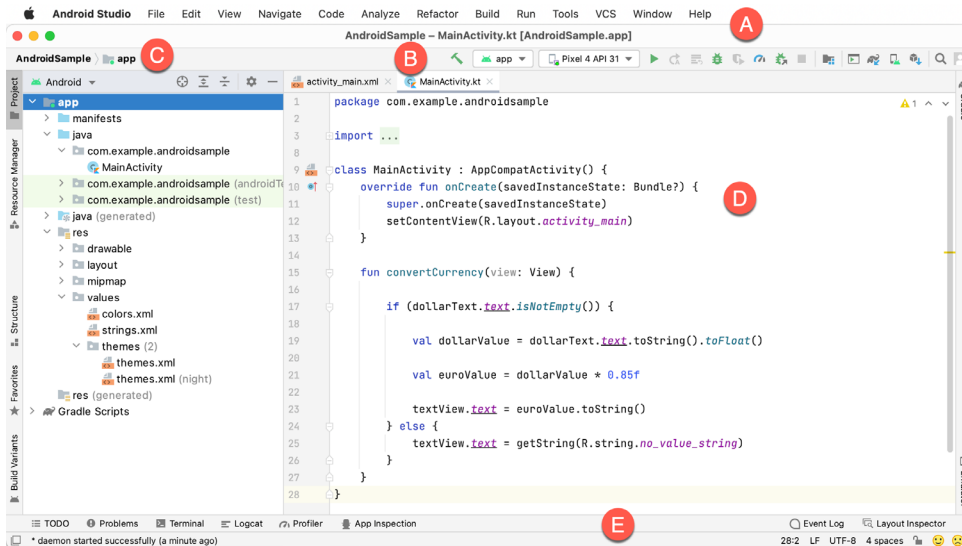 Android Studio File Edit View Navigate Code Analyze Refactor Build Run Tools VCS Window Help
A
AndroidSample – MainActivity.kt [AndroidSample.app]
AndroidSample app
C
B
app
Pixel 4 API 31
Project
Android
activity_main.xml
MainActivity.kt
app
manifests
java
com.example.androidsample
MainActivity
com.example.androidsample (androidTe
com.example.androidsample (test)
java (generated)
res
drawable
layout
mipmap
values
colors.xml
strings.xml
themes (2)
themes.xml
themes.xml (night)
res (generated)
Gradle Scripts
Resource Manager
Structure
Favorites
Build Variants
1 package com.example.androidsample
1
2
3 import ...
8
9 class MainActivity : AppCompatActivity() {
10 override fun onCreate(savedInstanceState: Bundle?) {
11 super.onCreate(savedInstanceState)
12 setContentView(R.layout.activity_main)
13 }
14
15 fun convertCurrency(view: View) {
16
17 if (dollarText.text.isNotEmpty()) {
18
19 val dollarValue = dollarText.text.toString().toFloat()
20
21 val euroValue = dollarValue * 0.85f
22
23 textView.text = euroValue.toString()
24 } else {
25 textView.text = getString(R.string.no_value_string)
26 }
27 }
28 }
D
TODO Problems Terminal Logcat Profiler App Inspection
E
Event Log Layout Inspector
* daemon started successfully (a minute ago)
28:2 LF UTF-8 4 spaces